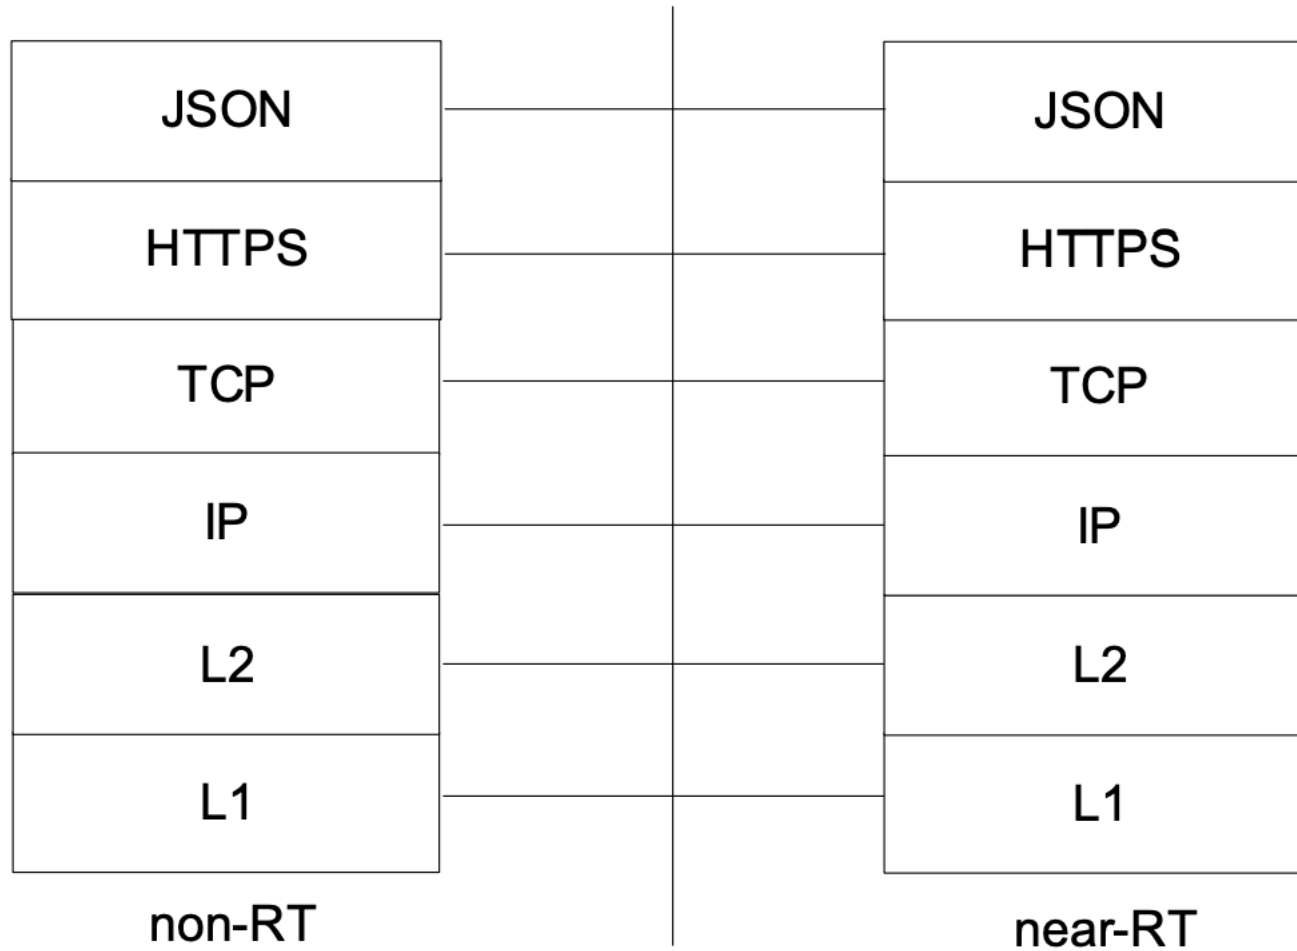 JSON
HTTPS
TCP
IP
L2
L1
non-RT
JSON
HTTPS
TCP
IP
L2
L1
near-RT